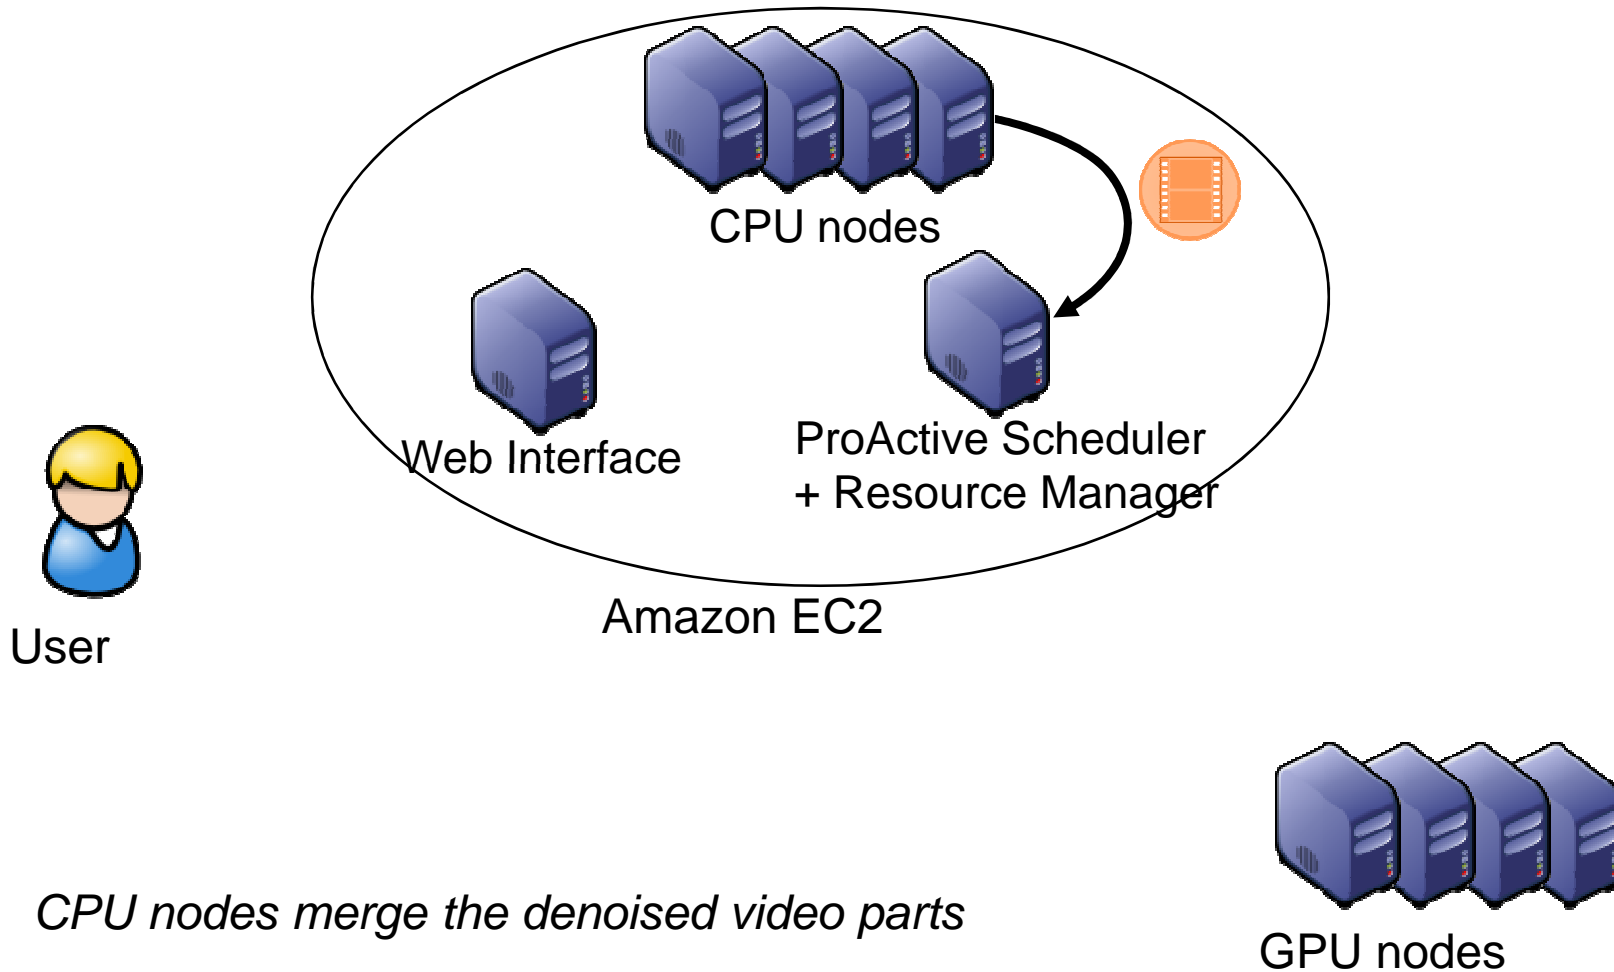 CPU nodes
Web Interface
ProActive Scheduler
+ Resource Manager
Amazon EC2
User
CPU nodes merge the denoised video parts
GPU nodes